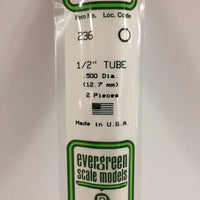 Item No. Loc. Code
236
1/2" TUBE
.500 Dia.
(12.7 mm)
2 Pieces
Made in U.S.A.
evergreen
scale models